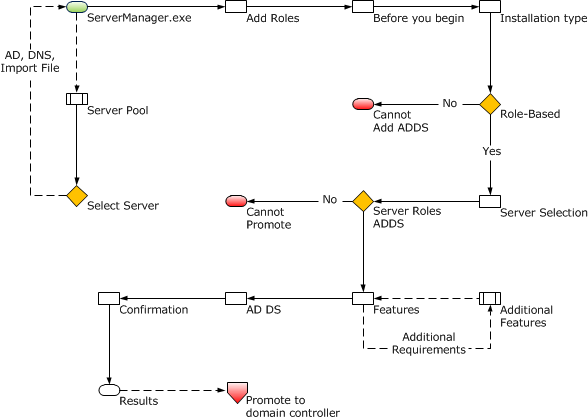 ServerManager.exe
Add Roles
Before you begin
Installation type
AD, DNS,
Import File
Server Pool
No
Cannot
Add ADDS
Role-Based
Yes
Select Server
No
Cannot
Promote
Server Roles
ADDS
Server Selection
Confirmation
AD DS
Features
Additional
Features
Additional
Requirements
Results
Promote to
domain controller